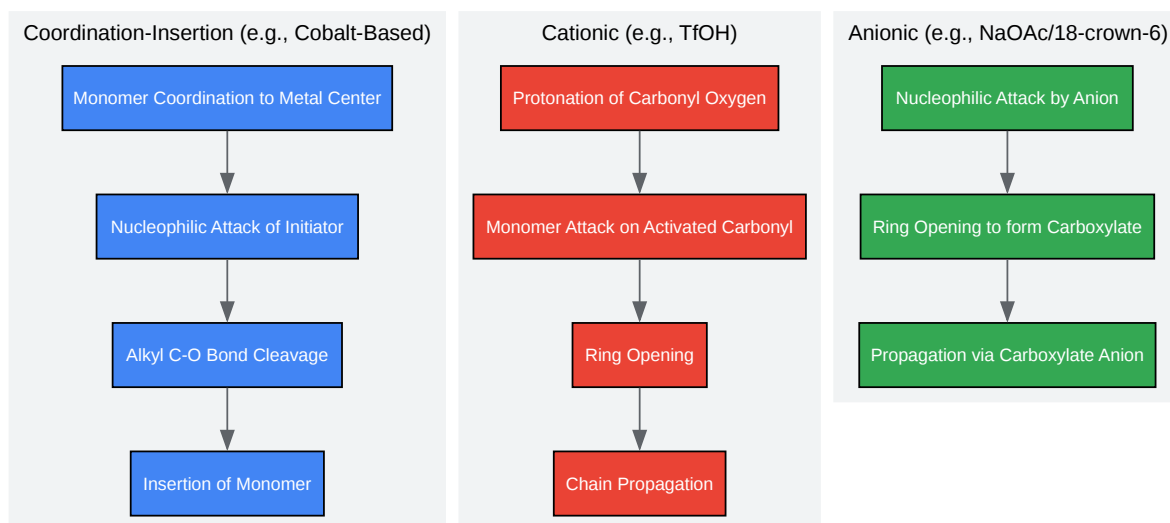 Coordination-Insertion (e.g., Cobalt-Based)
Monomer Coordination to Metal Center
Nucleophilic Attack of Initiator
Alkyl C-O Bond Cleavage
Insertion of Monomer
Cationic (e.g., TfOH)
Protonation of Carbonyl Oxygen
Monomer Attack on Activated Carbonyl
Ring Opening
Chain Propagation
Anionic (e.g., NaOAc/18-crown-6)
Nucleophilic Attack by Anion
Ring Opening to form Carboxylate
Propagation via Carboxylate Anion